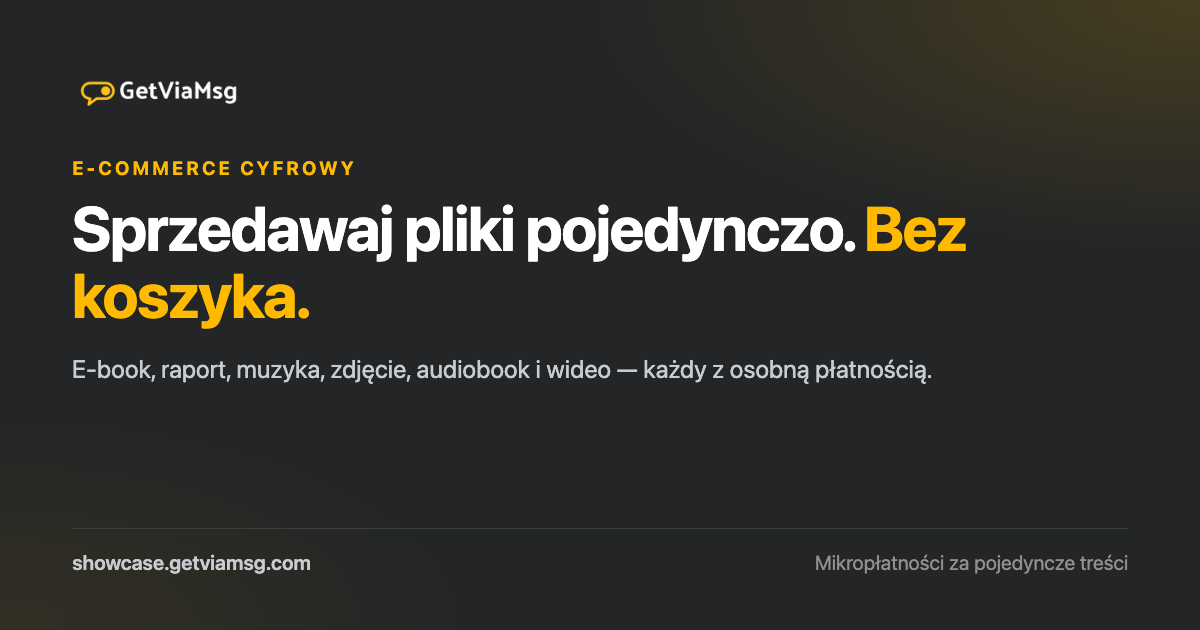 GetViaMsg
E-COMMERCE CYFROWY
Sprzedawaj pliki pojedynczo. Bez
koszyka.
E-book, raport, muzyka, zdjęcie, audiobook i wideo — każdy z osobną płatnością.
showcase.getviamsg.com
Mikropłatności za pojedyncze treści